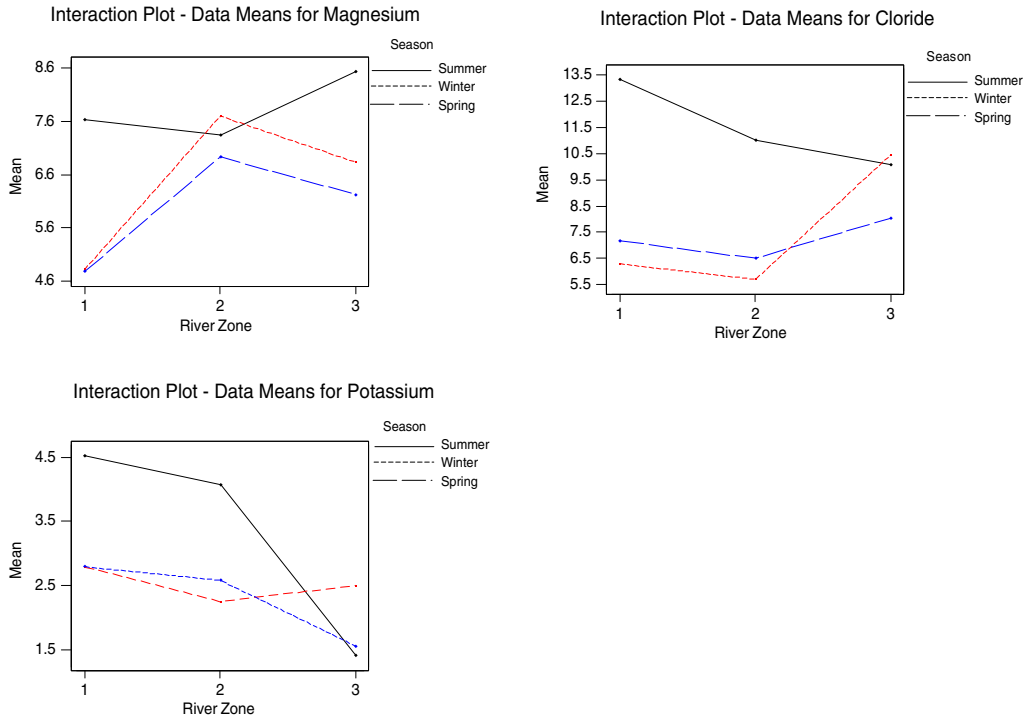 Interaction Plot - Data Means for Magnesium
Season
Summer
Winter
Spring
8.6
7.6
6.6
5.6
4.6
Mean
1 2 3
River Zone
Interaction Plot - Data Means for Cloride
Season
Summer
Winter
Spring
13.5
12.5
11.5
10.5
9.5
8.5
7.5
6.5
5.5
Mean
1 2 3
River Zone
Interaction Plot - Data Means for Potassium
Season
Summer
Winter
Spring
4.5
3.5
2.5
1.5
Mean
1 2 3
River Zone